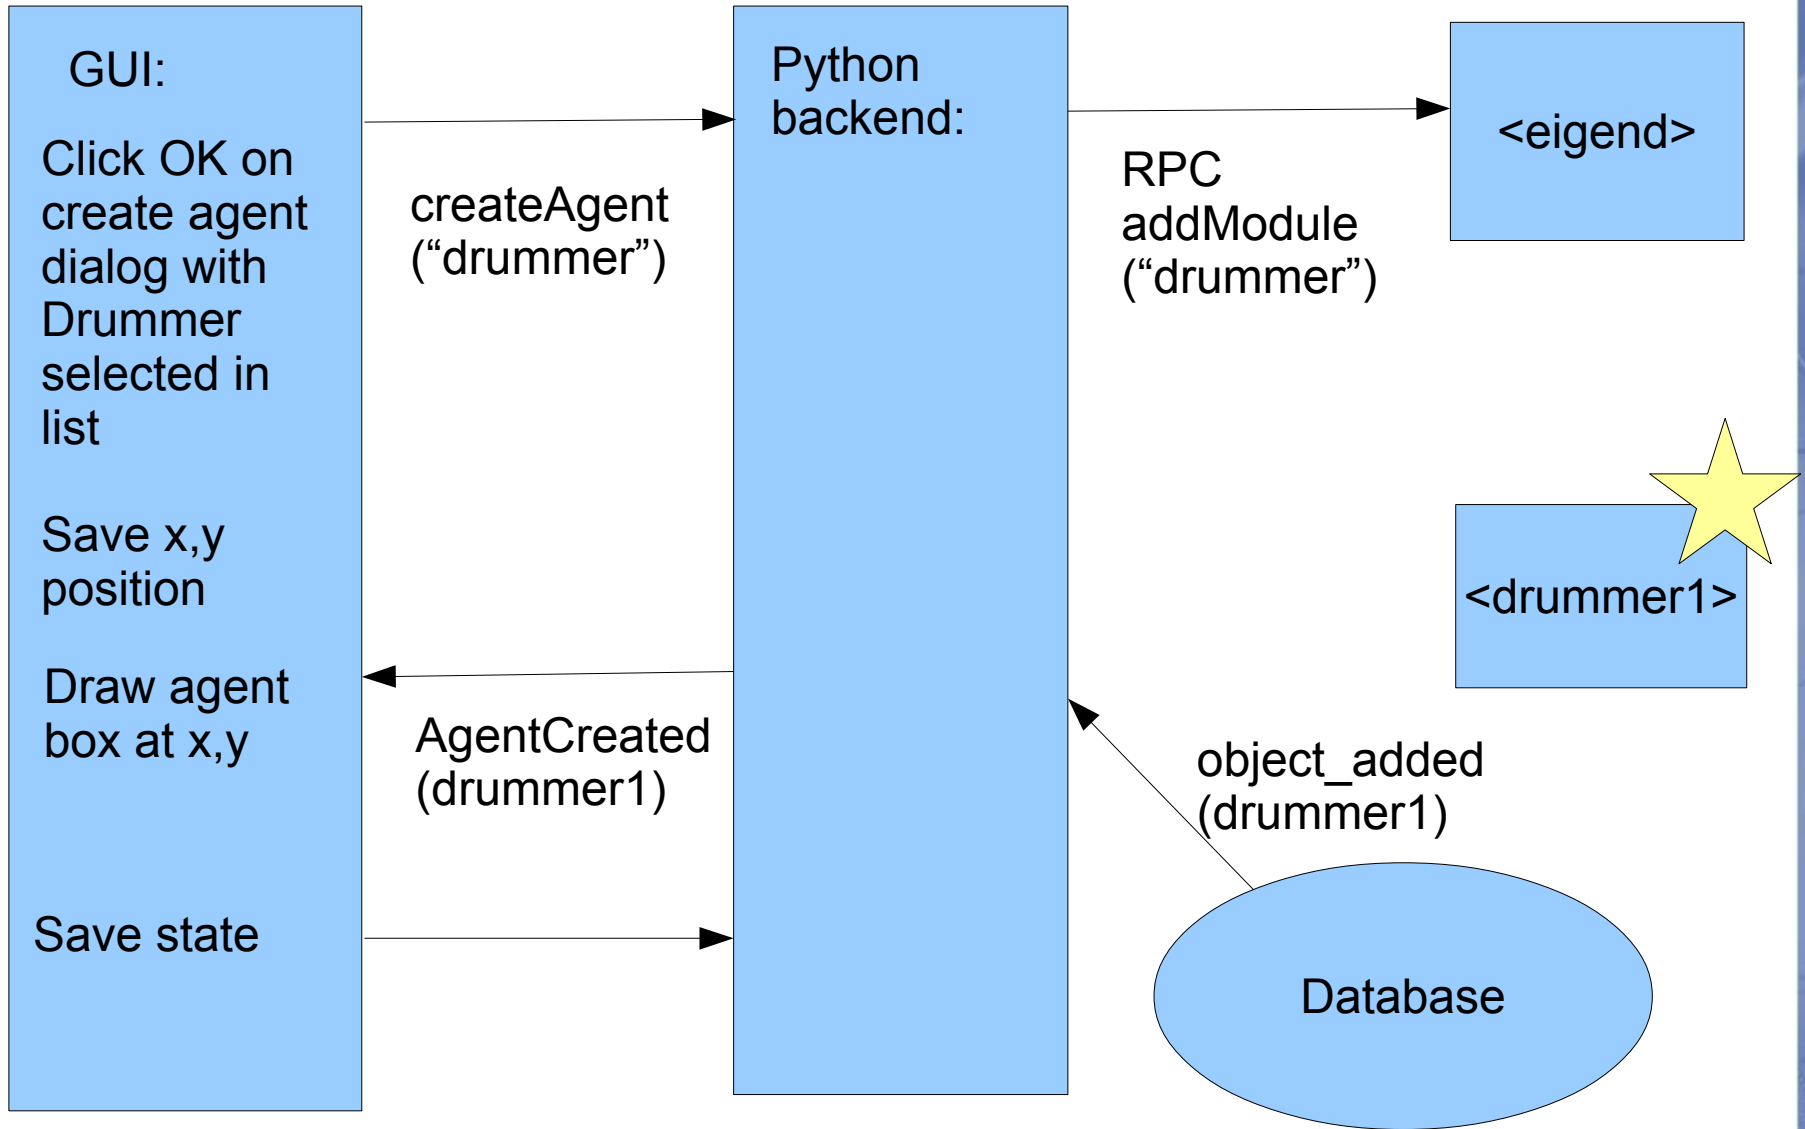 GUI:
Click OK on
create agent
dialog with
Drummer
selected in
list
Save x,y
position
Draw agent
box at x,y
Save state
createAgent
(“drummer”)
AgentCreated
(drummer1)
Python
backend:
RPC
addModule
(“drummer”)
<eigend>
<drummer1>
object_added
(drummer1)
Database